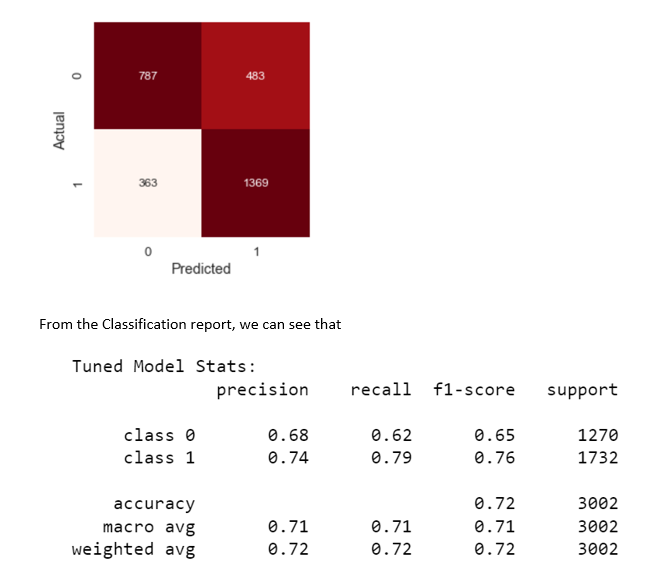 0 787 483
Actual
1 363 1369
0 1
Predicted
From the Classification report, we can see that
Tuned Model Stats:
precision recall f1-score support
class 0 0.68 0.62 0.65 1270
class 1 0.74 0.79 0.76 1732
accuracy 0.72 3002
macro avg 0.71 0.71 0.71 3002
weighted avg 0.72 0.72 0.72 3002